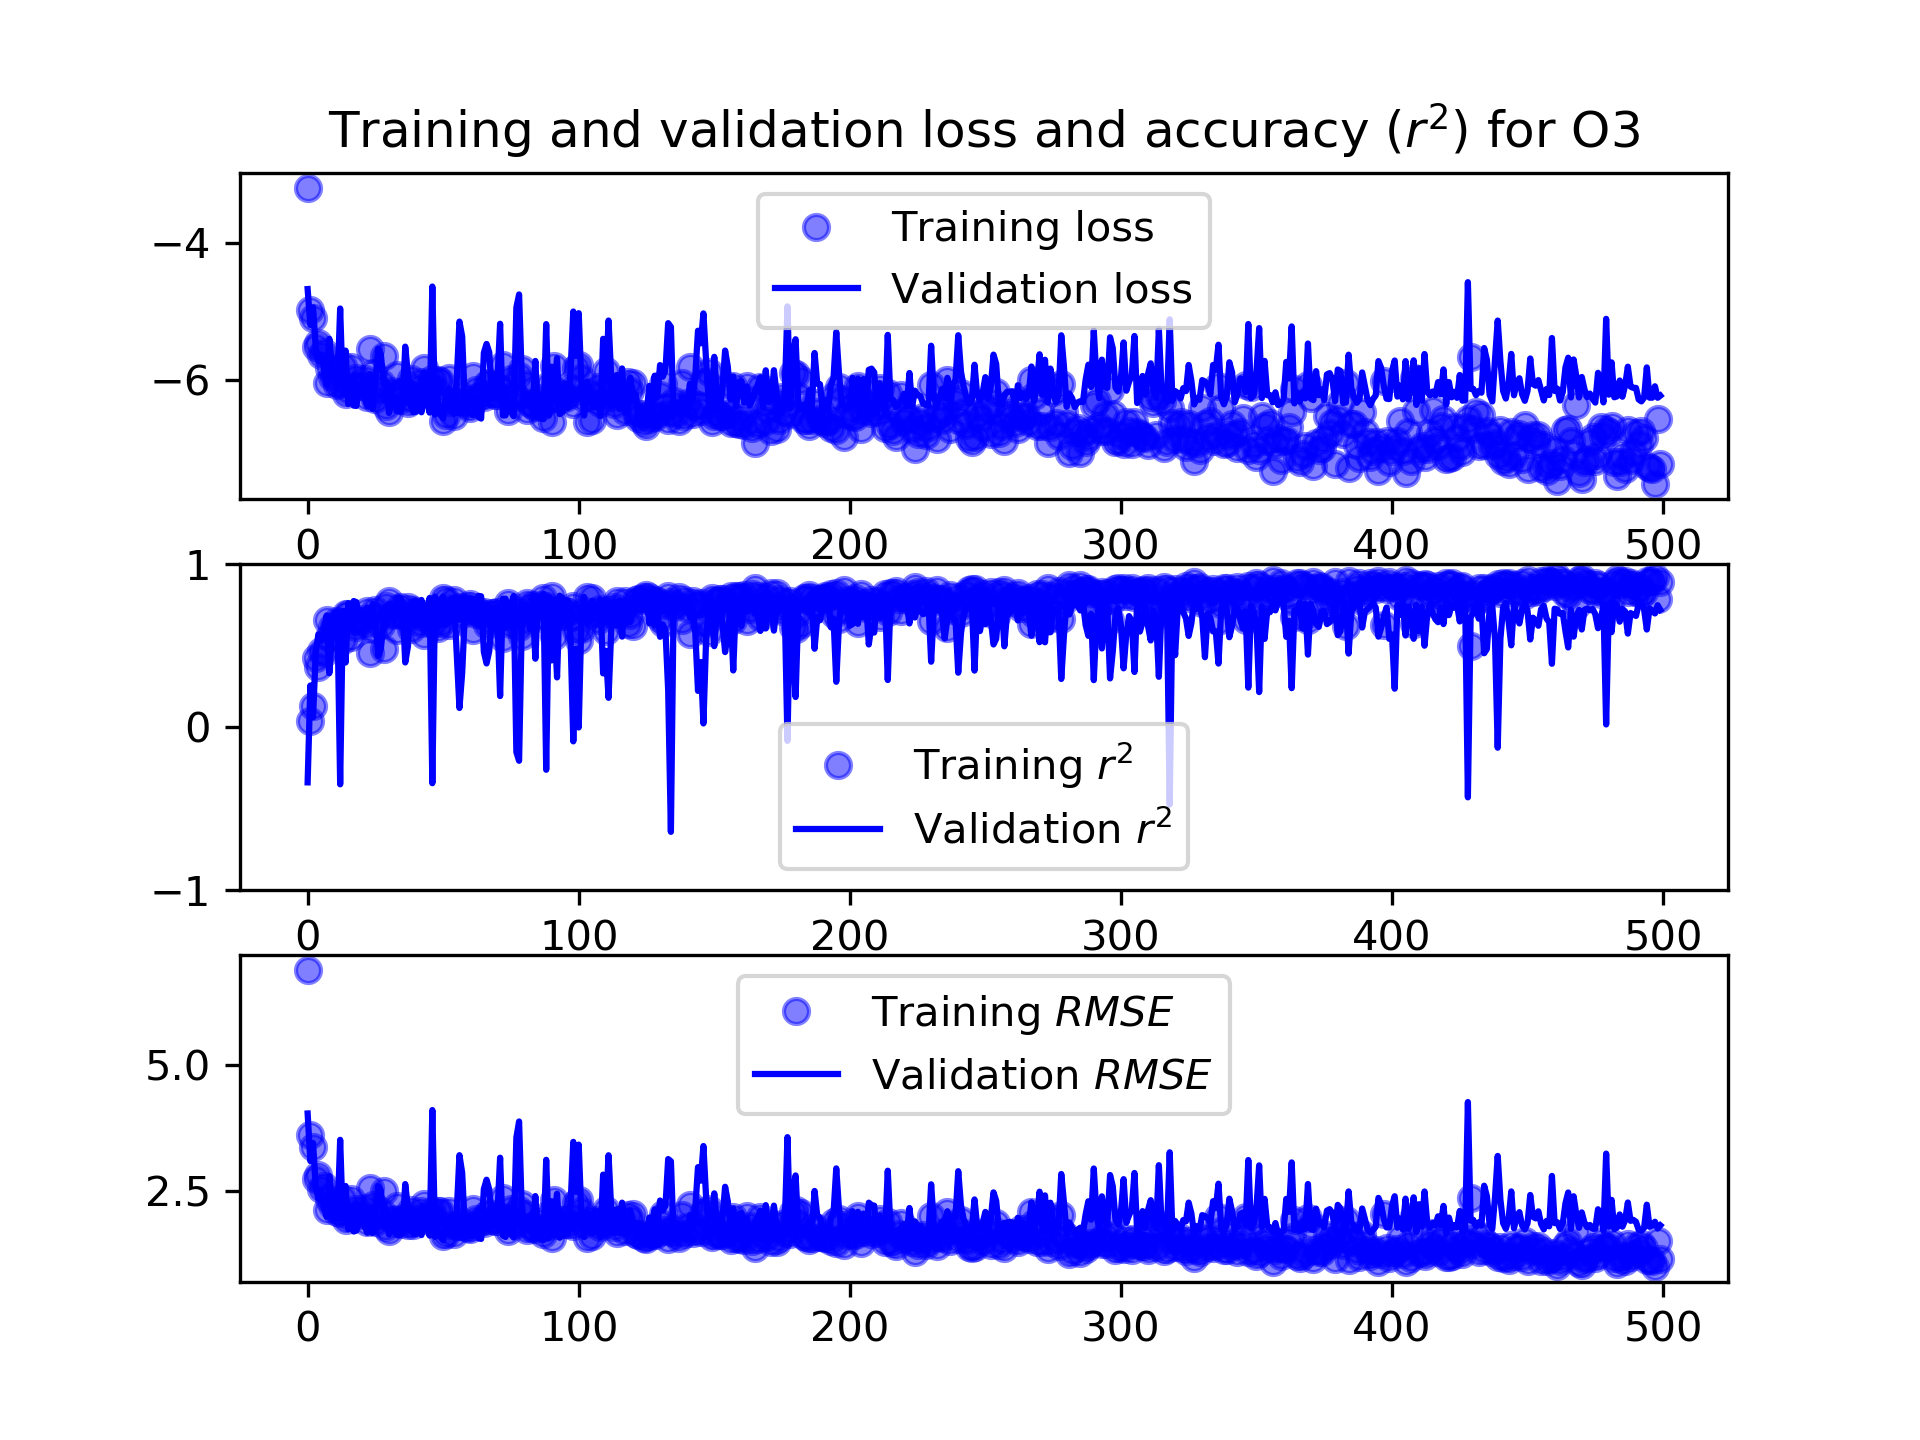 Training and validation loss and accuracy (r²) for O3
−4
−6
Training loss
Validation loss
0 100 200 300 400 500
1
0
−1
Training r²
Validation r²
0 100 200 300 400 500
5.0
2.5
Training RMSE
Validation RMSE
0 100 200 300 400 500